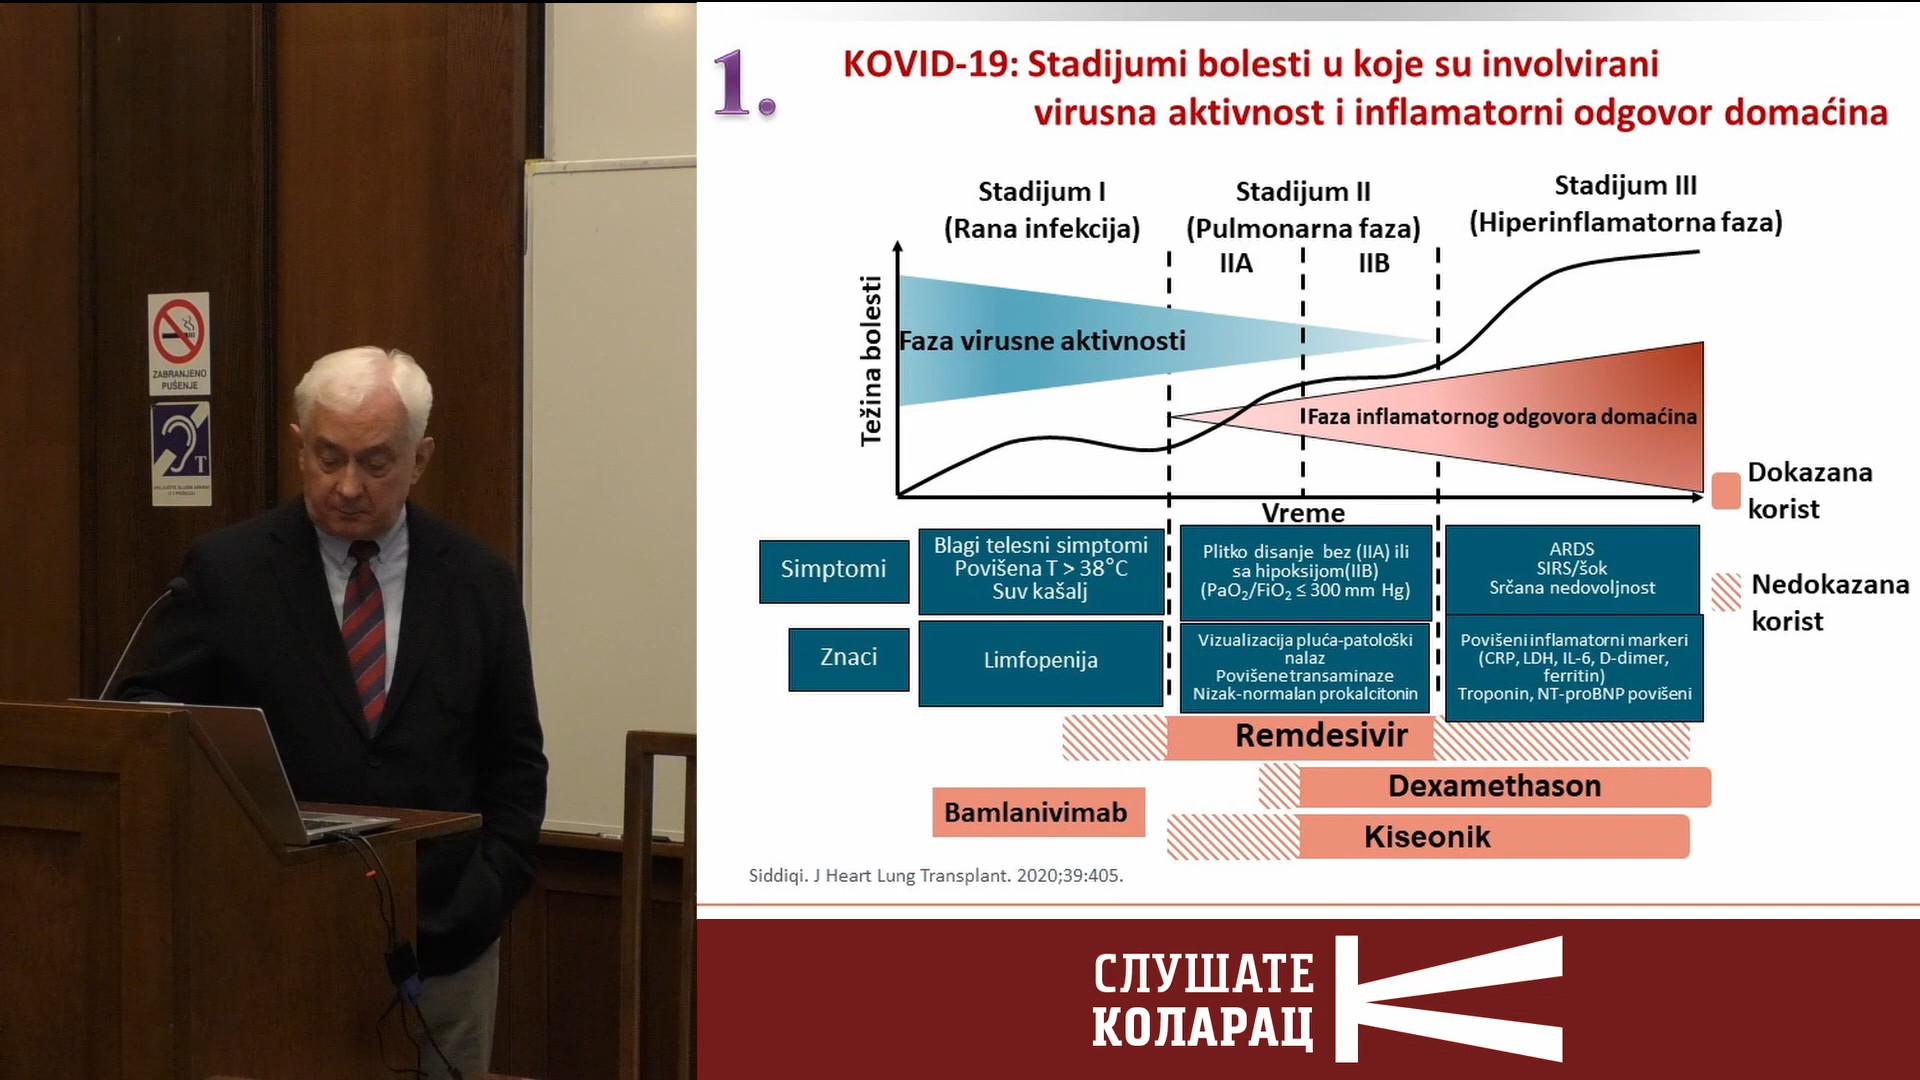 ZABRANJENO
PUŠENJE
T
1.
KOVID-19: Stadijumi bolesti u koje su involvirani
virusna aktivnost i inflamatorni odgovor domaćina
Stadijum I
(Rana infekcija)
Stadijum II
(Pulmonarna faza)
IIA
IIB
Stadijum III
(Hiperinflamatorna faza)
Težina bolesti
Faza virusne aktivnosti
Faza inflamatornog odgovora domaćina
Vreme
Dokazana
korist
Nedokazana
korist
Simptomi
Blagi telesni simptomi
Povišena T > 38°C
Suv kašalj
Plitko disanje bez (IIA) ili
sa hipoksijom(IIB)
(PaO₂/FiO₂ ≤ 300 mm Hg)
ARDS
SIRS/šok
Srčana nedovoljnost
Znaci
Limfopenija
Vizualizacija pluća-patološki
nalaz
Povišene transaminaze
Nizak-normalan prokalcitonin
Povišeni inflamatorni markeri
(CRP, LDH, IL-6, D-dimer,
ferritin)
Troponin, NT-proBNP povišeni
Remdesivir
Dexamethason
Bamlanivimab
Kiseonik
Siddiqi. J Heart Lung Transplant. 2020;39:405.
СЛУШАТЕ
КОЛАРАЦ